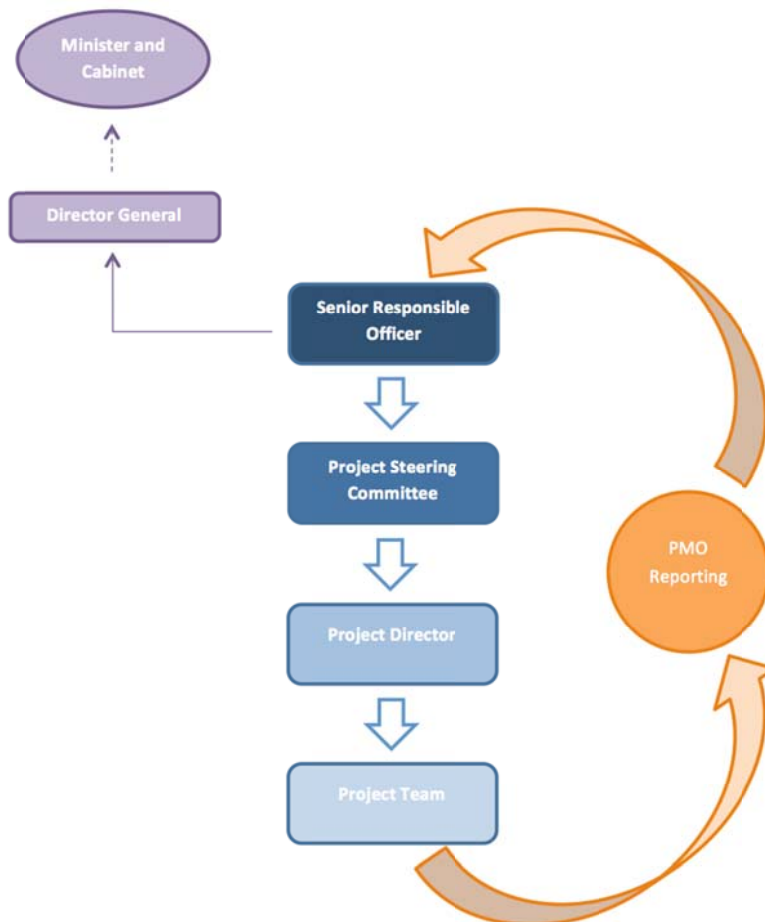 Minister and
Cabinet
Director General
Senior Responsible
Officer
Project Steering
Committee
PMO
Reporting
Project Director
Project Team